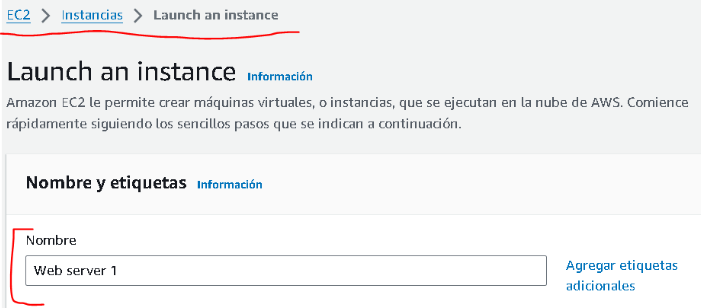 EC2 > Instancias > Launch an instance
Launch an instance Información
Amazon EC2 le permite crear máquinas virtuales, o instancias, que se ejecutan en la nube de AWS. Comience
rápidamente siguiendo los sencillos pasos que se indican a continuación.
Nombre y etiquetas Información
Nombre
Web server 1
Agregar etiquetas
adicionales